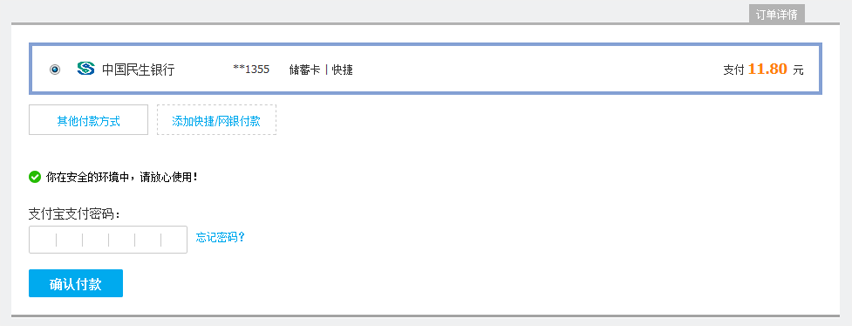 订单详情
中国民生银行 **1355 储蓄卡 | 快捷 支付 11.80 元
其他付款方式 添加快捷/网银付款
你在安全的环境中，请放心使用！
支付宝支付密码：
忘记密码？
确认付款